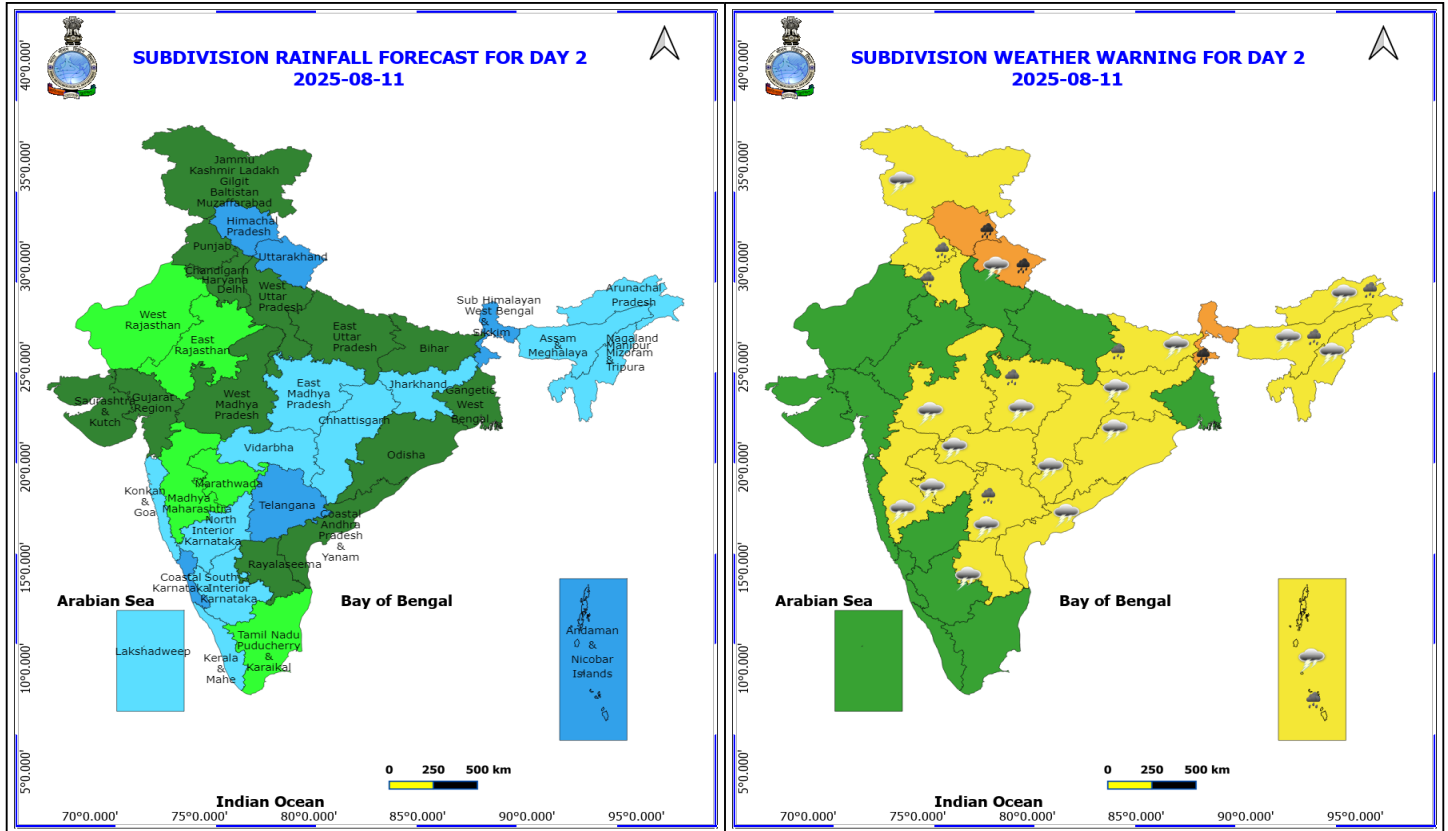 SUBDIVISION RAINFALL FORECAST FOR DAY 2
2025-08-11
40°0.000'
35°0.000'
30°0.000'
25°0.000'
20°0.000'
15°0.000'
10°0.000'
5°0.000'
Jammu
Kashmir Ladakh
Gilgit
Baltistan
Muzaffarabad
Himachal
Pradesh
Punjab
Uttarakhand
Chandigarh
Haryana
Delhi
West
Uttar
Pradesh
West
Rajasthan
East
Rajasthan
East
Uttar
Pradesh
Bihar
Sub Himalayan
West Bengal
&
Sikkim
Arunachal
Pradesh
Assam
&
Meghalaya
Nagaland
Manipur
Mizoram
&
Tripura
Saurashtra
&
Kutch
Gujarat
Region
West
Madhya
Pradesh
East
Madhya
Pradesh
Jharkhand
Gangetic
West
Bengal
Chhattisgarh
Vidarbha
Odisha
Konkan
&
Goa
Madhya
Maharashtra
Marathwada
Telangana
North
Interior
Karnataka
Coastal
Andhra
Pradesh
&
Yanam
Rayalaseema
Coastal
Karnataka
South
Interior
Karnataka
Tamil Nadu
Puducherry
&
Karaikal
Kerala
&
Mahe
Arabian Sea
Lakshadweep
Bay of Bengal
Andaman
&
Nicobar
Islands
0 250 500 km
Indian Ocean
70°0.000' 75°0.000' 80°0.000' 85°0.000' 90°0.000' 95°0.000'
SUBDIVISION WEATHER WARNING FOR DAY 2
2025-08-11
40°0.000'
35°0.000'
30°0.000'
25°0.000'
20°0.000'
15°0.000'
10°0.000'
5°0.000'
Arabian Sea
Bay of Bengal
0 250 500 km
Indian Ocean
70°0.000' 75°0.000' 80°0.000' 85°0.000' 90°0.000' 95°0.000'